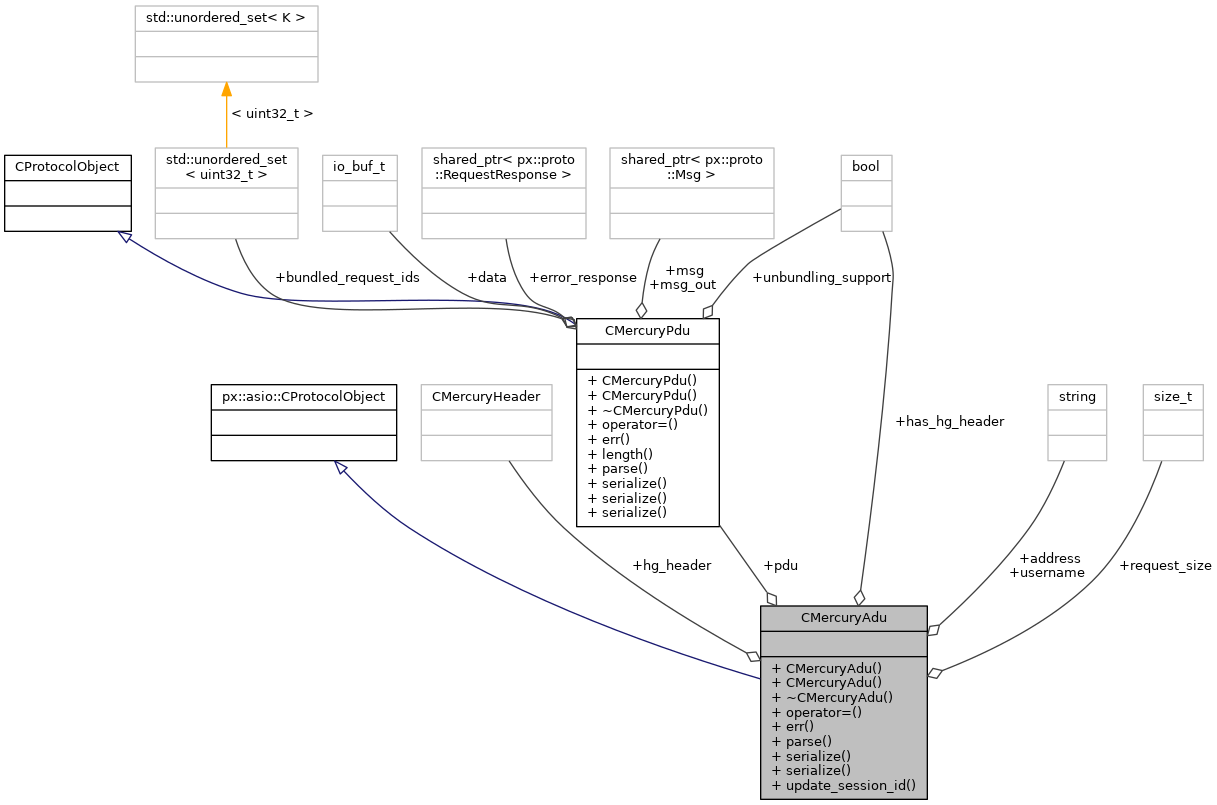 std::unordered_set< K >
< uint32_t >
CProtocolObject
std::unordered_set
< uint32_t >
io_buf_t
shared_ptr< px::proto
::RequestResponse >
shared_ptr< px::proto
::Msg >
bool
+bundled_request_ids
+data
+error_response
+msg
+msg_out
+unbundling_support
CMercuryPdu
+ CMercuryPdu()
+ CMercuryPdu()
+ ~CMercuryPdu()
+ operator=()
+ err()
+ length()
+ parse()
+ serialize()
+ serialize()
+ serialize()
px::asio::CProtocolObject
CMercuryHeader
string
size_t
+has_hg_header
+hg_header
+pdu
+address
+username
+request_size
CMercuryAdu
+ CMercuryAdu()
+ CMercuryAdu()
+ ~CMercuryAdu()
+ operator=()
+ err()
+ parse()
+ serialize()
+ serialize()
+ update_session_id()